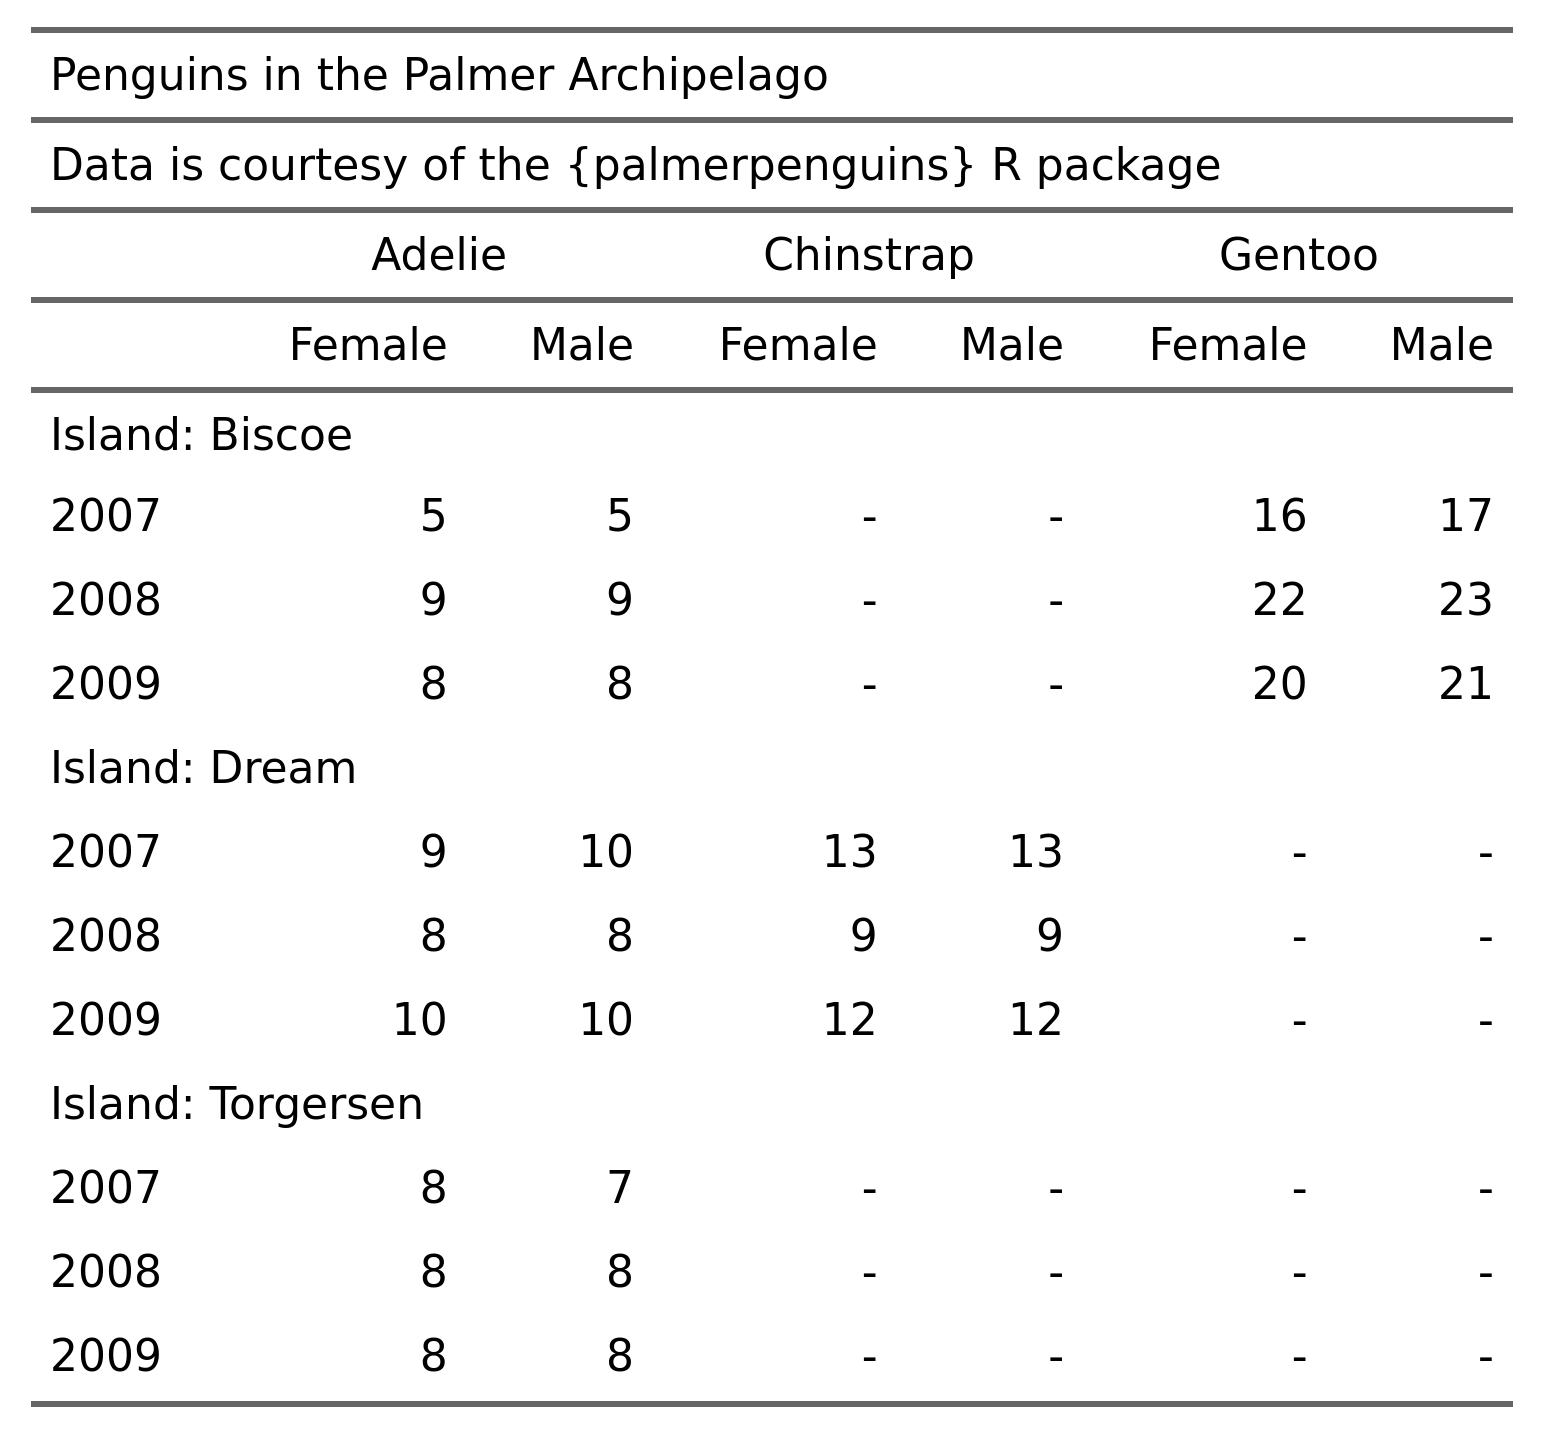 Penguins in the Palmer Archipelago
Data is courtesy of the {palmerpenguins} R package
Adelie Chinstrap Gentoo
Female Male Female Male Female Male
Island: Biscoe
2007 5 5 - - 16 17
2008 9 9 - - 22 23
2009 8 8 - - 20 21
Island: Dream
2007 9 10 13 13 - -
2008 8 8 9 9 - -
2009 10 10 12 12 - -
Island: Torgersen
2007 8 7 - - - -
2008 8 8 - - - -
2009 8 8 - - - -